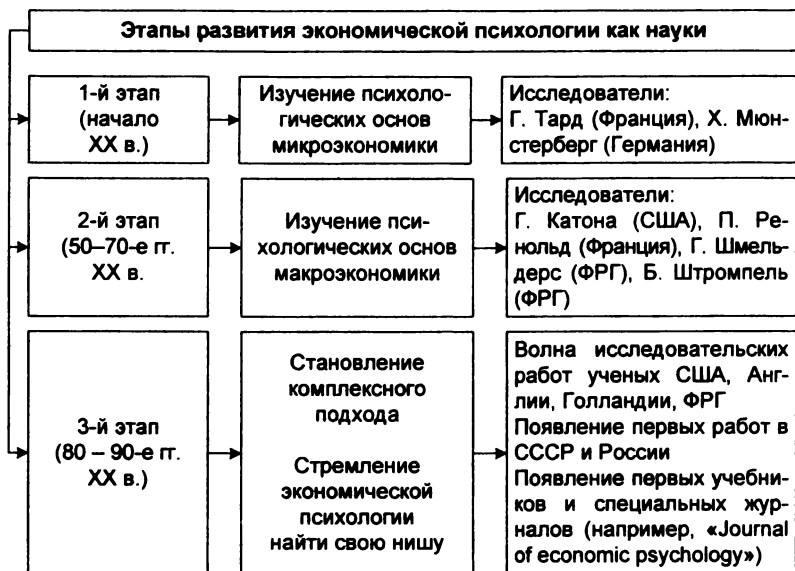 Этапы развития экономической психологии как науки
1-й этап
(начало
XX в.)
Изучение психоло-
гических основ
микроэкономики
Исследователи:
Г. Тард (Франция), Х. Мюн-
стерберг (Германия)
2-й этап
(50–70-е гг.
XX в.
Изучение пси-
хологических основ
макроэкономики
Исследователи:
Г. Катона (США), П. Ре-
нольд (Франция), Г. Шмель-
дерс (ФРГ), Б. Штромпель
(ФРГ)
3-й этап
(80 – 90-е гг.
XX в.)
Становление
комплексного
подхода
Стремление
экономической
психологии
найти свою нишу
Волна исследовательских
работ ученых США, Анг-
лии, Голландии, ФРГ
Появление первых работ в
СССР и России
Появление первых учебни-
ков и специальных жур-
налов (например, «Journal
of economic psychology»)